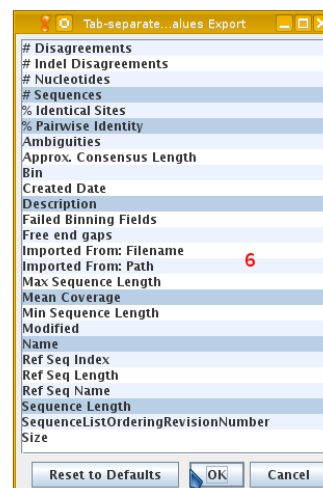 Tab-separate...alues Export
# Disagreements
# Indel Disagreements
# Nucleotides
# Sequences
% Identical Sites
% Pairwise Identity
Ambiguities
Approx. Consensus Length
Bin
Created Date
Description
Failed Binning Fields
Free end gaps
Imported From: Filename
Imported From: Path
6
Max Sequence Length
Mean Coverage
Min Sequence Length
Modified
Name
Ref Seq Index
Ref Seq Length
Ref Seq Name
Sequence Length
SequenceListOrderingRevisionNumber
Size
Reset to Defaults OK Cancel